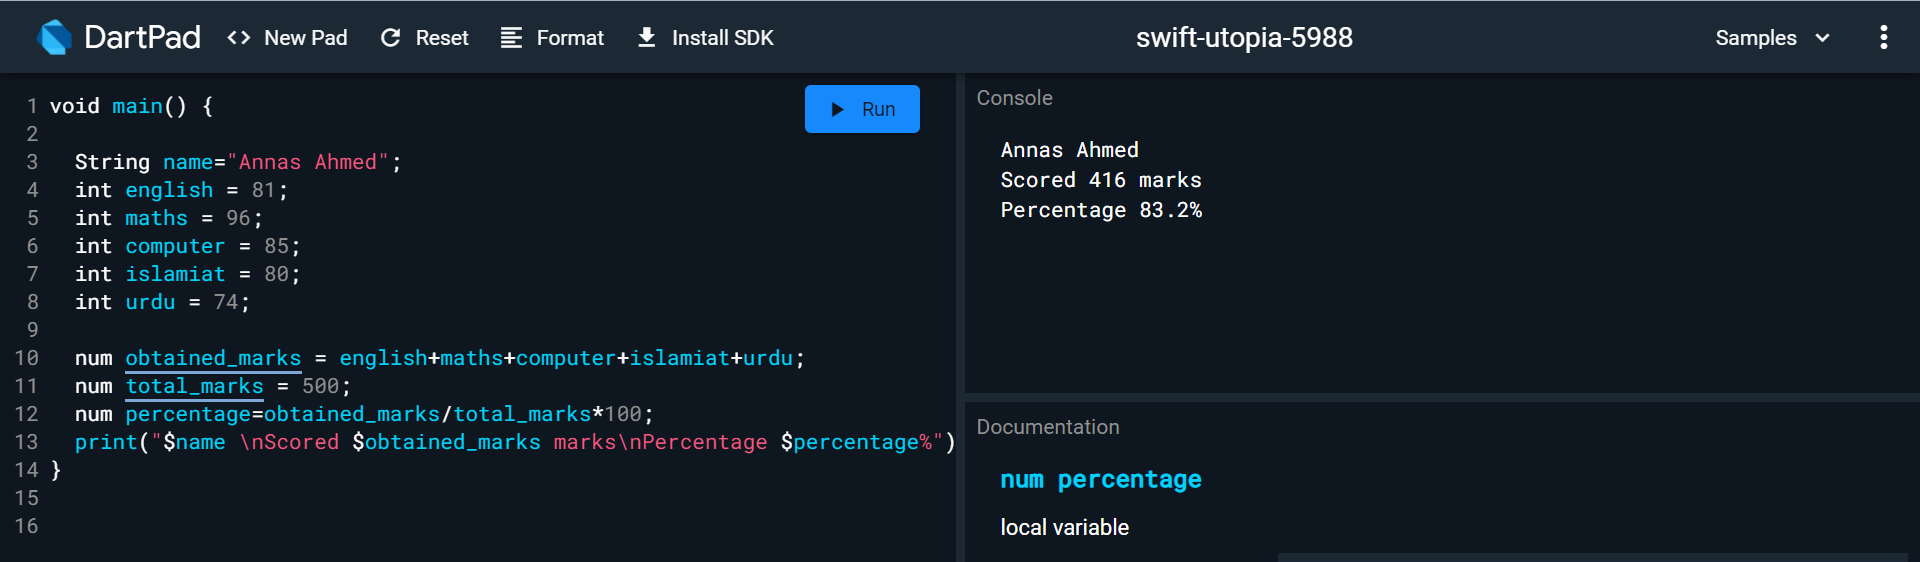 DartPad <> New Pad Reset Format Install SDK swift-utopia-5988 Samples
1 void main() {
Run
2
3 String name="Annas Ahmed";
4 int english = 81;
5 int maths = 96;
6 int computer = 85;
7 int islamiat = 80;
8 int urdu = 74;
9
10 num obtained_marks = english+maths+computer+islamiat+urdu;
11 num total_marks = 500;
12 num percentage=obtained_marks/total_marks*100;
13 print("$name \nScored $obtained_marks marks\nPercentage $percentage%")
14 }
15
16
Console
Annas Ahmed
Scored 416 marks
Percentage 83.2%
Documentation
num percentage
local variable